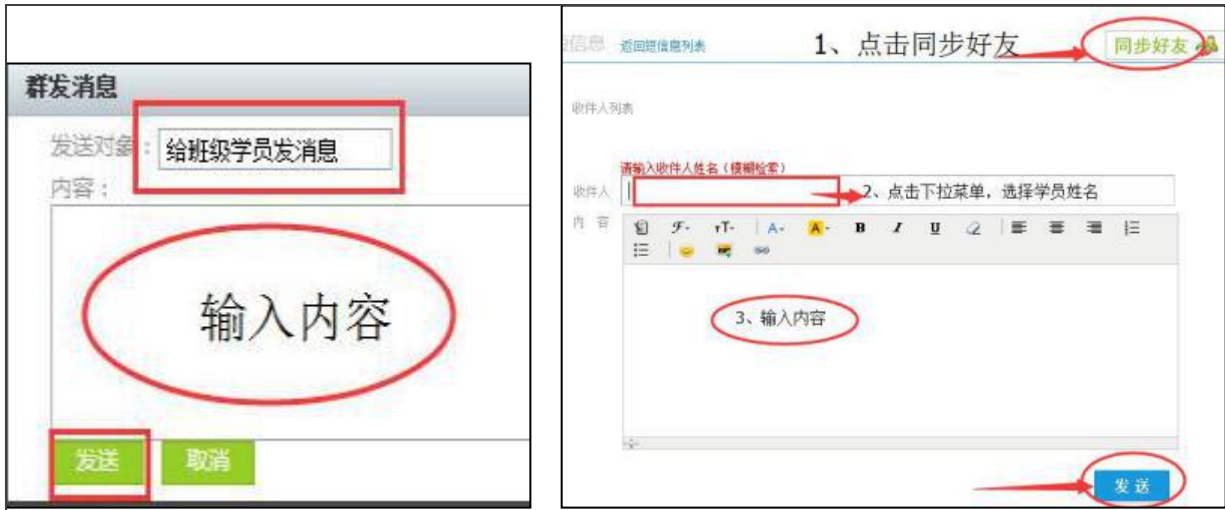 群发消息
发送对象：
给班级学员发消息
内容：
输入内容
发送
取消
短信息
返回短信息列表
1、点击同步好友
同步好友
收件人列表
请输入收件人姓名（模糊检索）
收件人
2、点击下拉菜单，选择学员姓名
内 容
3、输入内容
发 送